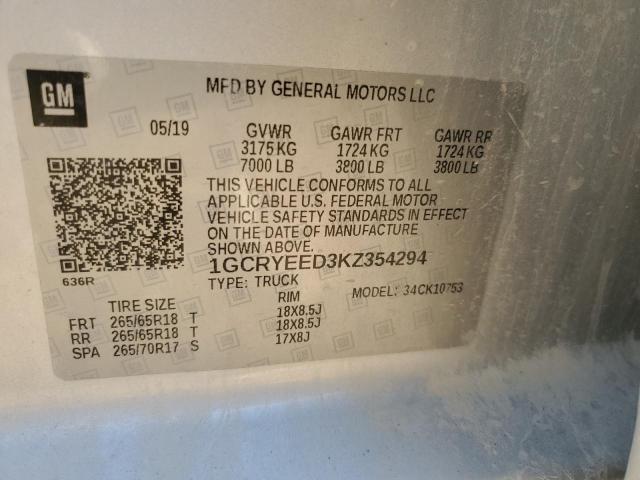 GM
MFD BY GENERAL MOTORS LLC
05/19 GVWR GAWR FRT GAWR RR
3175 KG 1724 KG 1724 KG
7000 LB 3800 LB 3800 LB
THIS VEHICLE CONFORMS TO ALL
APPLICABLE U.S. FEDERAL MOTOR
VEHICLE SAFETY STANDARDS IN EFFECT
ON THE DATE OF MANUFACTURE
SHOWN ABOVE.
636R
1GCRYEED3KZ354294
TYPE: TRUCK MODEL: 34CK10753
TIRE SIZE RIM
FRT 265/65R18 T 18X8.5J
RR 265/65R18 T 18X8.5J
SPA 265/70R17 S 17X8J